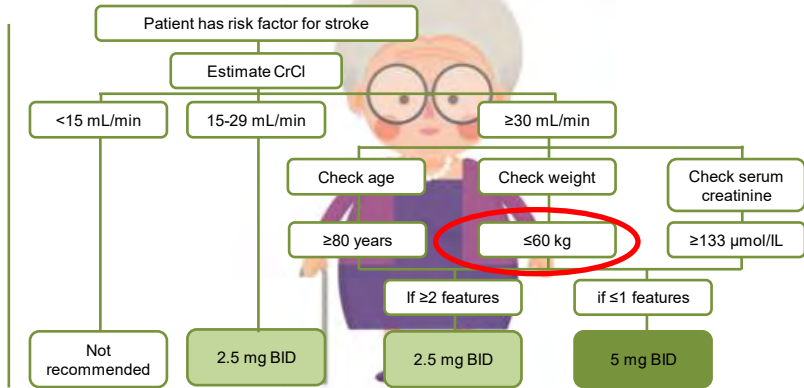 Patient has risk factor for stroke
Estimate CrCl
<15 mL/min
15-29 mL/min
≥30 mL/min
Check age
Check weight
Check serum
creatinine
≥80 years
≤60 kg
≥133 µmol/IL
If ≥2 features
if ≤1 features
Not
recommended
2.5 mg BID
2.5 mg BID
5 mg BID